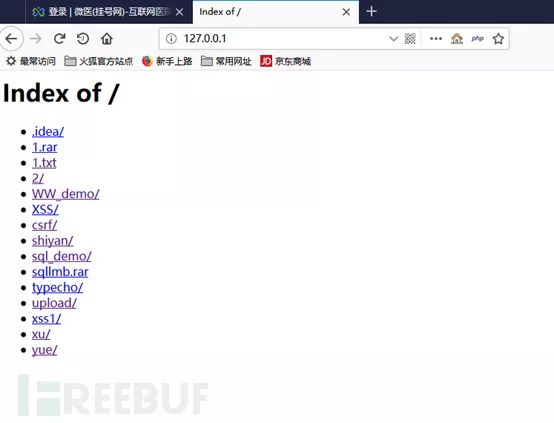 登录 | 微医(挂号网)-互联网医院
Index of /
127.0.0.1
php
最常访问 火狐官方站点 新手上路 常用网址 JD 京东商城
Index of /
.idea/
1.rar
1.txt
2/
WW_demo/
XSS/
csrf/
shiyan/
sql_demo/
sqllmb.rar
typecho/
upload/
xss1/
xu/
yue/
FREEBUF